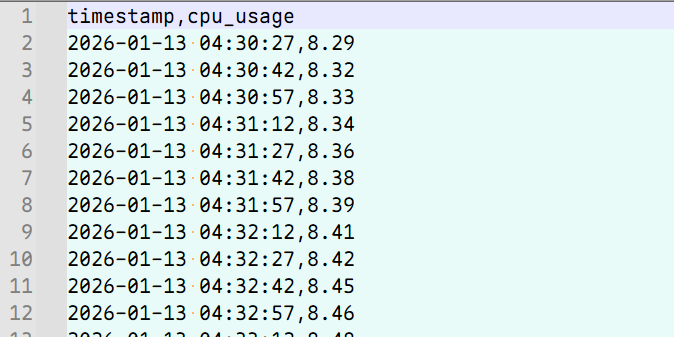 1 timestamp,cpu_usage
2 2026-01-13 04:30:27,8.29
3 2026-01-13 04:30:42,8.32
4 2026-01-13 04:30:57,8.33
5 2026-01-13 04:31:12,8.34
6 2026-01-13 04:31:27,8.36
7 2026-01-13 04:31:42,8.38
8 2026-01-13 04:31:57,8.39
9 2026-01-13 04:32:12,8.41
10 2026-01-13 04:32:27,8.42
11 2026-01-13 04:32:42,8.45
12 2026-01-13 04:32:57,8.46